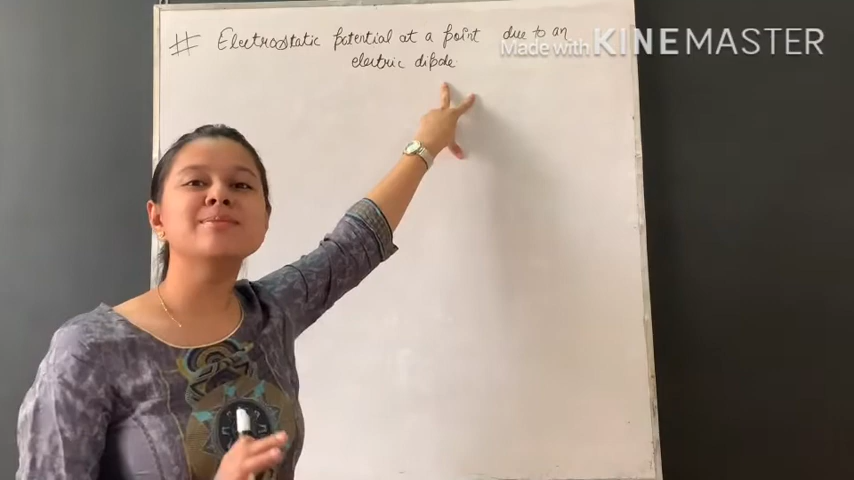 # Electrostatic potential at a point due to an
electric dipole.
Made with KINEMASTER